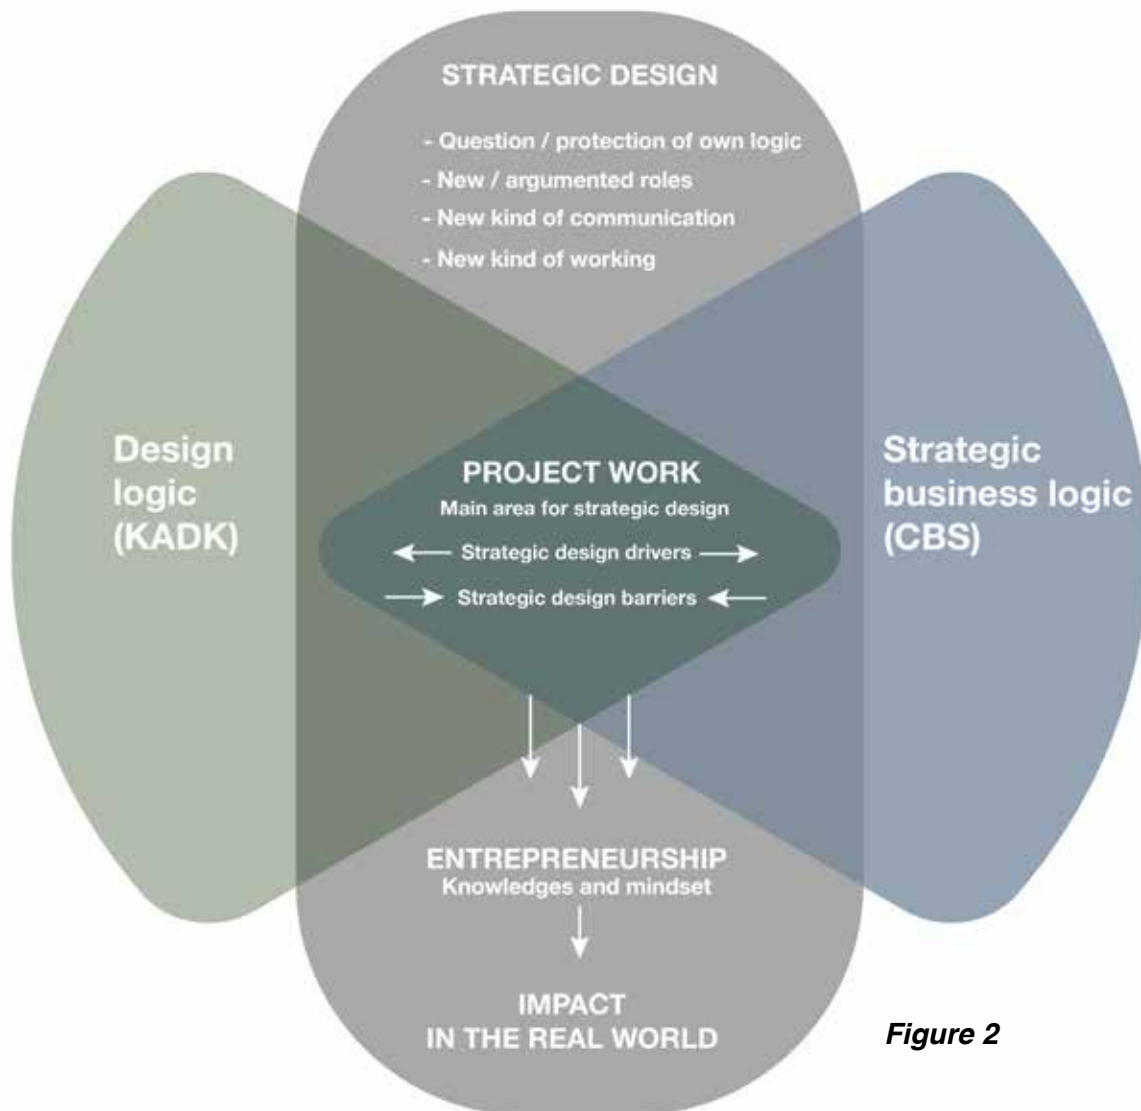 STRATEGIC DESIGN
- Question / protection of own logic
- New / argumented roles
- New kind of communication
- New kind of working
Design
logic
(KADK)
PROJECT WORK
Main area for strategic design
Strategic design drivers
Strategic design barriers
Strategic
business logic
(CBS)
ENTREPRENEURSHIP
Knowledges and mindset
IMPACT
IN THE REAL WORLD
Figure 2